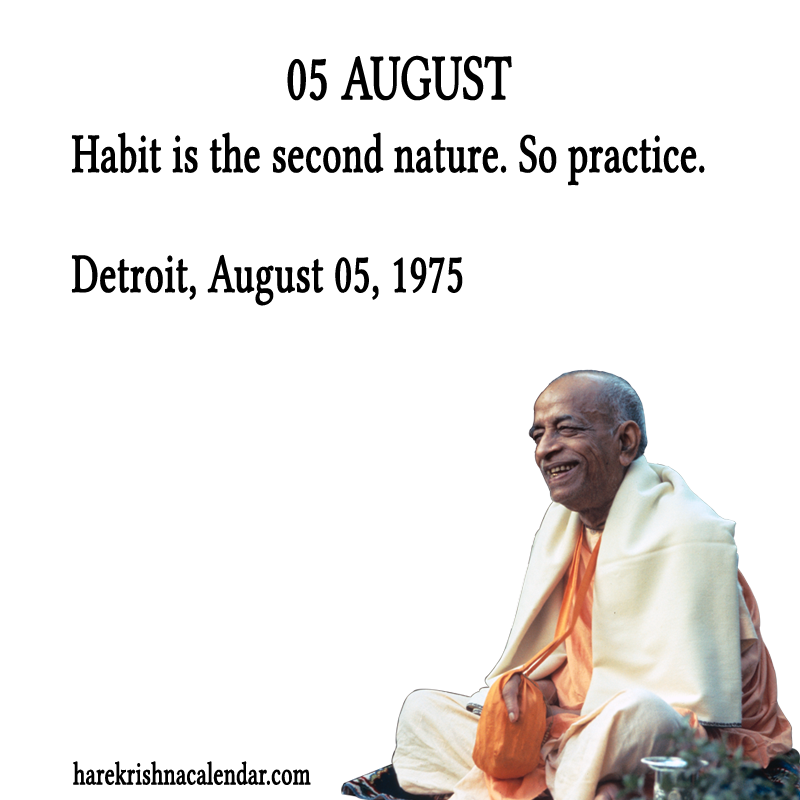 05 AUGUST
Habit is the second nature. So practice.
Detroit, August 05, 1975
harekrishnacalendar.com